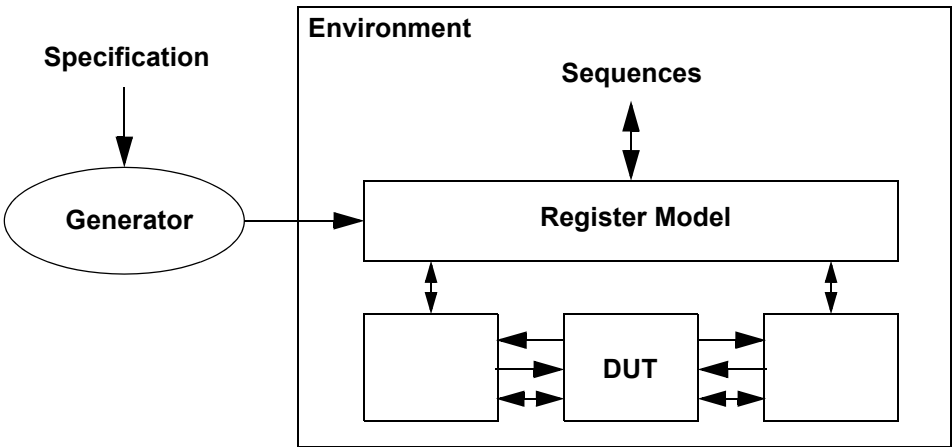 Environment
Specification
Sequences
Generator
Register Model
DUT